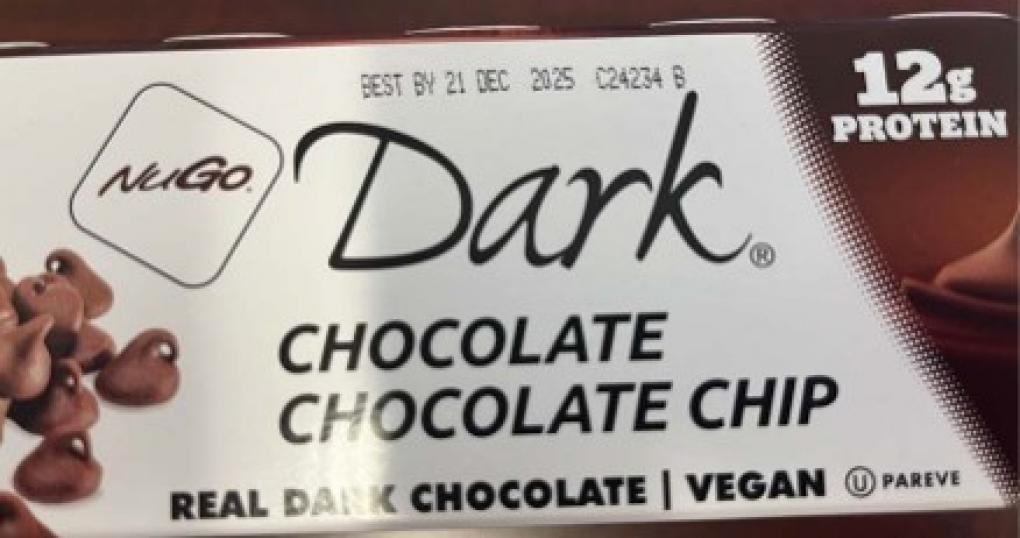 BEST BY 21 DEC 2025 C24234 B
12g
PROTEIN
NuGo®
Dark®
CHOCOLATE
CHOCOLATE CHIP
REAL DARK CHOCOLATE | VEGAN Ⓤ PAREVE